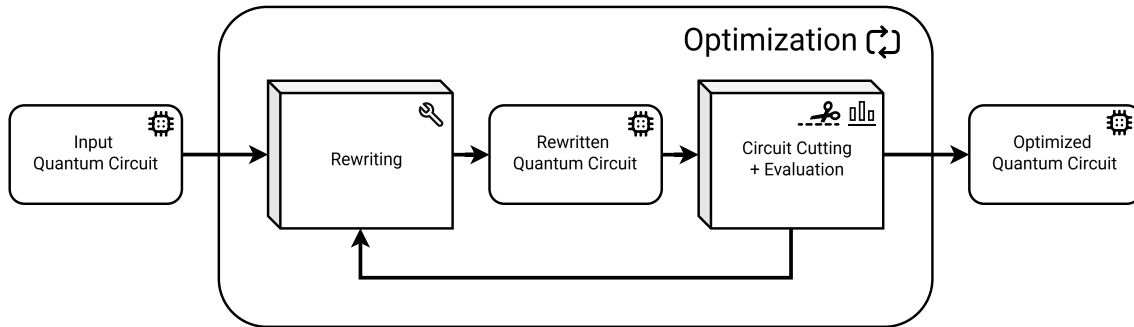 Optimization
Input
Quantum Circuit
Rewriting
Rewritten
Quantum Circuit
Circuit Cutting
+ Evaluation
Optimized
Quantum Circuit